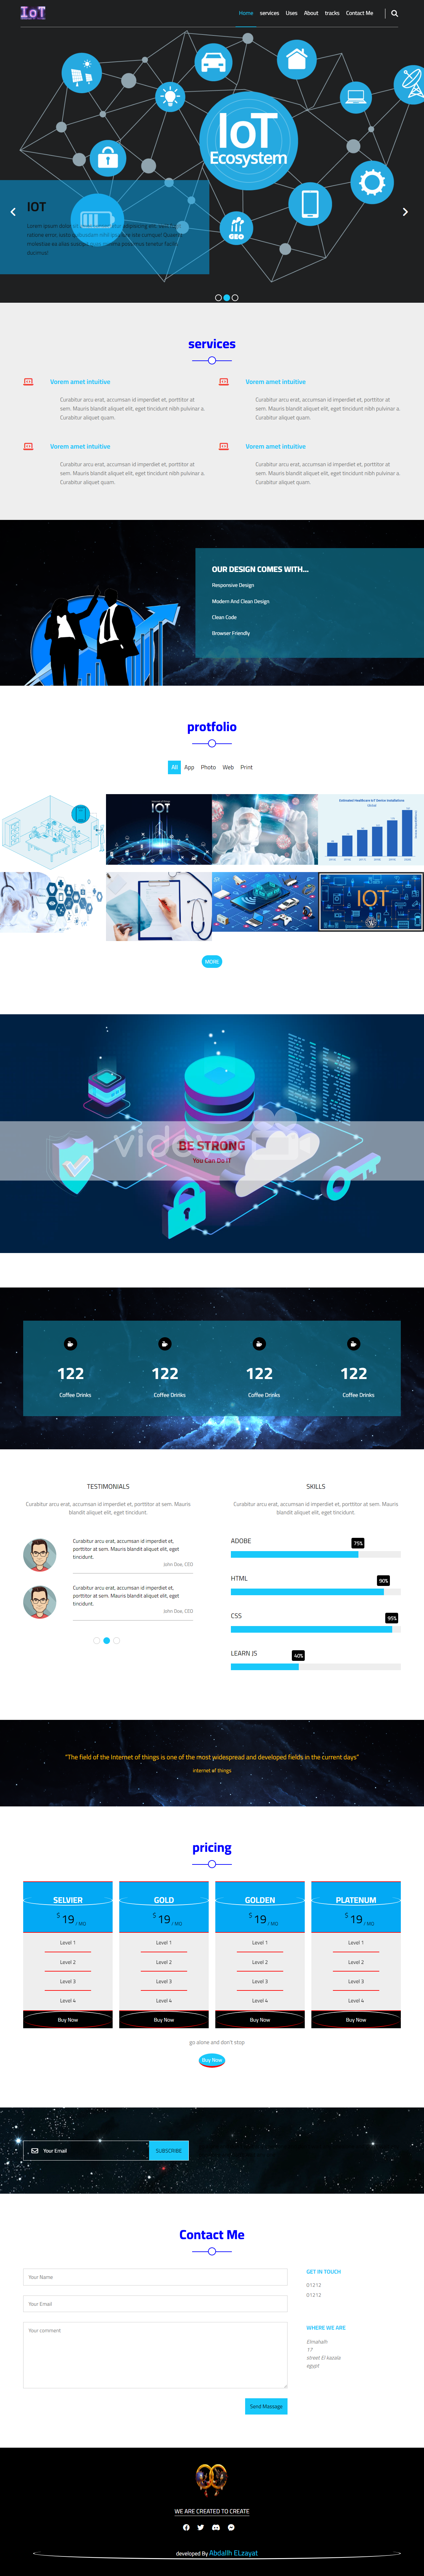 IoT
Home services Uses About tracks Contact Me
IoT
Ecosystem
GEO
IOT
services
Vorem amet intuitive
Curabitur arcu erat, accumsan id imperdiet et, porttitor at
sem. Mauris blandit aliquet elit, eget tincidunt nibh pulvinar a.
Curabitur aliquet quam.
Vorem amet intuitive
Curabitur arcu erat, accumsan id imperdiet et, porttitor at
sem. Mauris blandit aliquet elit, eget tincidunt nibh pulvinar a.
Curabitur aliquet quam.
Vorem amet intuitive
Curabitur arcu erat, accumsan id imperdiet et, porttitor at
sem. Mauris blandit aliquet elit, eget tincidunt nibh pulvinar a.
Curabitur aliquet quam.
Vorem amet intuitive
Curabitur arcu erat, accumsan id imperdiet et, porttitor at
sem. Mauris blandit aliquet elit, eget tincidunt nibh pulvinar a.
Curabitur aliquet quam.
OUR DESIGN COMES WITH...
Responsive Design
Modern And Clean Design
Clean Code
Browser Friendly
protfolio
All App Photo Web Print
IOT
Estimated Healthcare IoT Device Installations
Global
IOT
MORE
BE STRONG
You Can Do IT
122 122 122 122
Coffee Drinks Coffee Drinks Coffee Drinks Coffee Drinks
TESTIMONIALS
Curabitur arcu erat, accumsan id imperdiet et, porttitor at sem. Mauris
blandit aliquet elit, eget tincidunt.
Curabitur arcu erat, accumsan id imperdiet et,
porttitor at sem. Mauris blandit aliquet elit, eget
tincidunt.
John Doe, CEO
Curabitur arcu erat, accumsan id imperdiet et,
porttitor at sem. Mauris blandit aliquet elit, eget
tincidunt.
John Doe, CEO
SKILLS
Curabitur arcu erat, accumsan id imperdiet et, porttitor at sem. Mauris
blandit aliquet elit, eget tincidunt.
ADOBE
75%
HTML
90%
CSS
95%
LEARN JS
40%
"The field of the Internet of things is one of the most widespread and developed fields in the current days"
internet of things
pricing
SELVIER GOLD GOLDEN PLATENUM
$ 19 / MO $ 19 / MO $ 19 / MO $ 19 / MO
Level 1 Level 1 Level 1 Level 1
Level 2 Level 2 Level 2 Level 2
Level 3 Level 3 Level 3 Level 3
Level 4 Level 4 Level 4 Level 4
Buy Now Buy Now Buy Now Buy Now
go alone and don't stop
Buy Now
Your Email SUBSCRIBE
Contact Me
Your Name
Your Email
Your comment
Send Message
GET IN TOUCH
01212
01212
WHERE WE ARE
Elmahalh
17
street El kazala
egypt
WE ARE CREATED TO CREATE
developed By Abdallh ELzayat